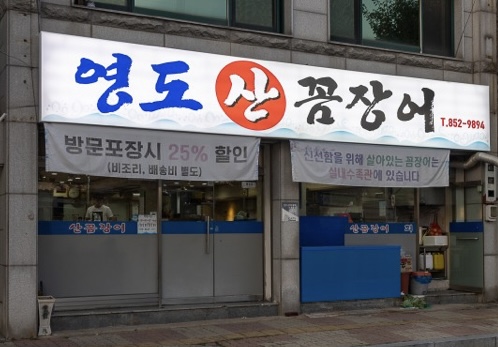 영도 산 꼼장어
T.852-9894
방문포장시 25% 할인
(비조리, 배송비 별도)
신선함을 위해 살아있는 꼼장어는
실내수족관에 있습니다
산꼼장어
산꼼장어